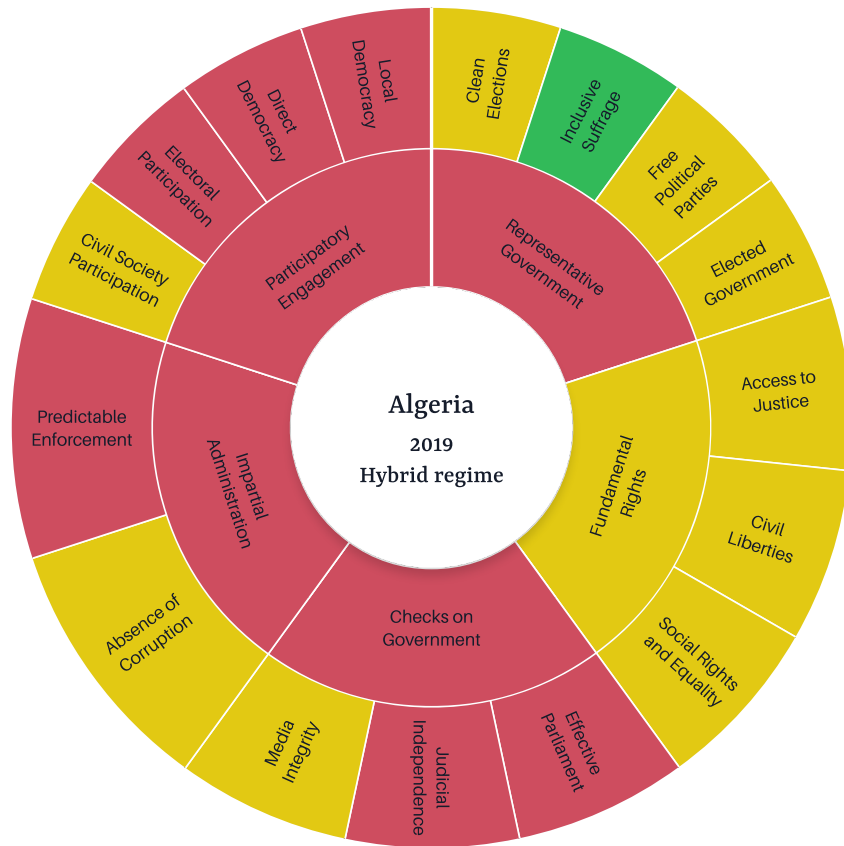 Algeria
2019
Hybrid regime
Representative
Government
Fundamental
Rights
Checks on
Government
Impartial
Administration
Participatory
Engagement
Clean
Elections
Inclusive
Suffrage
Free
Political
Parties
Elected
Government
Access to
Justice
Civil
Liberties
Social Rights
and Equality
Effective
Parliament
Judicial
Independence
Media
Integrity
Absence of
Corruption
Predictable
Enforcement
Civil Society
Participation
Electoral
Participation
Direct
Democracy
Local
Democracy